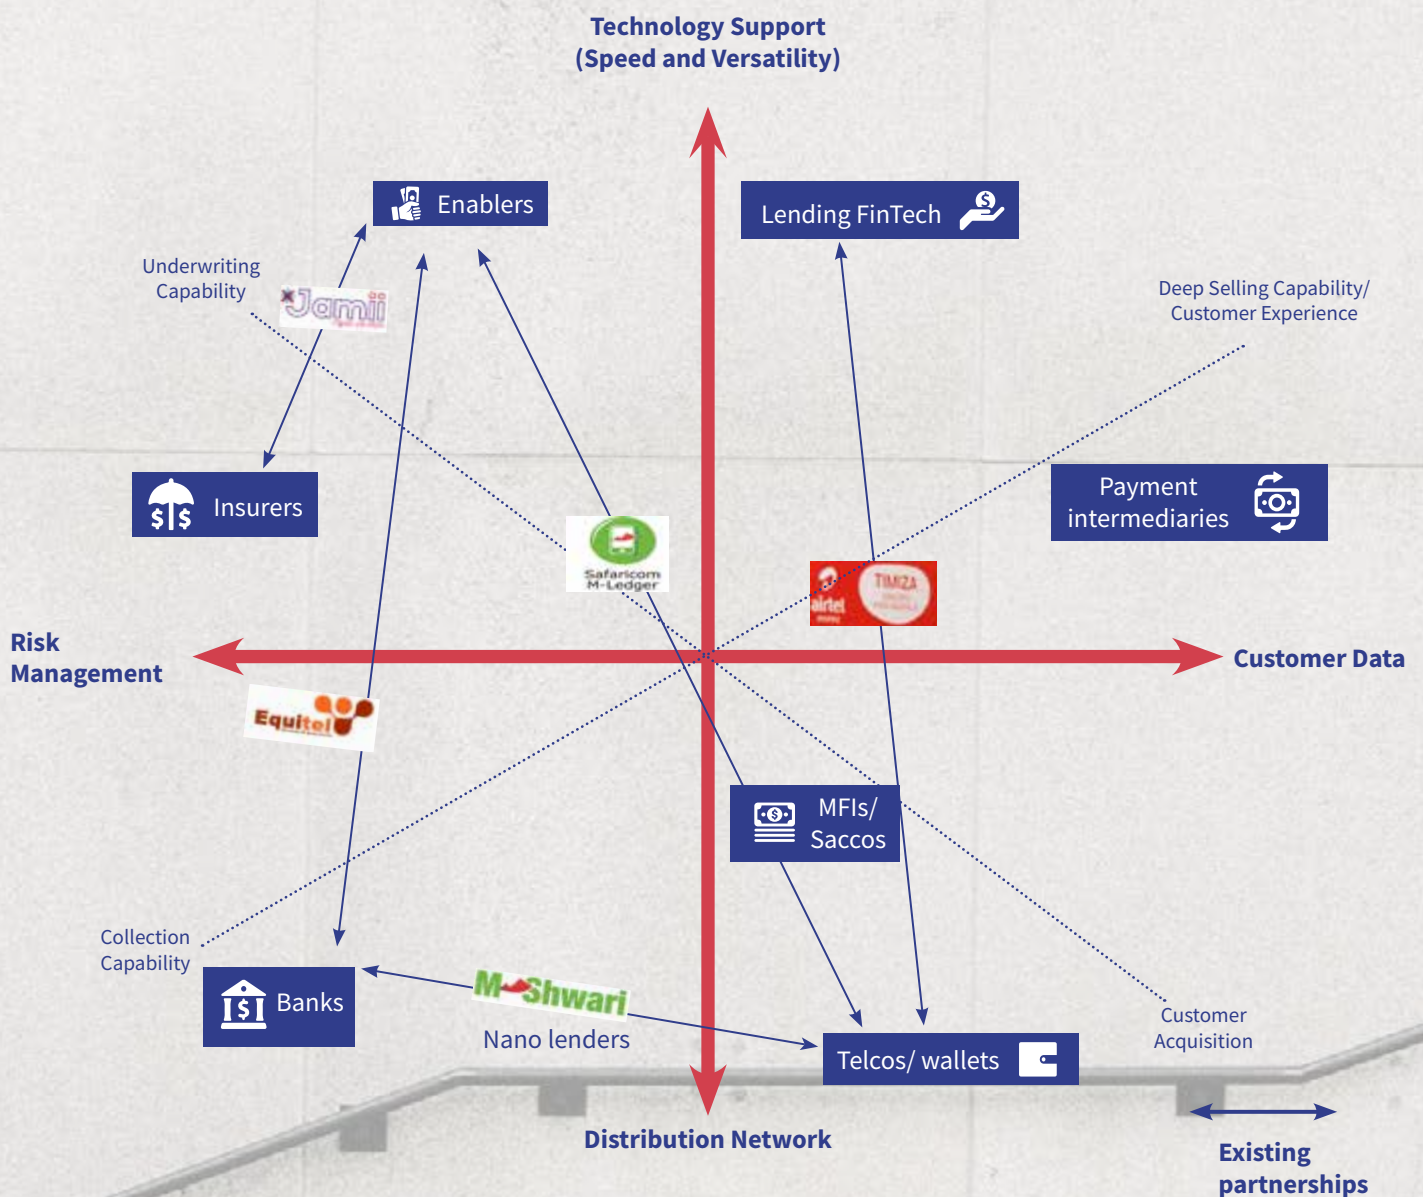 Technology Support
(Speed and Versatility)
Enablers
Lending FinTech
Underwriting
Capability
Jamii
Deep Selling Capability/
Customer Experience
Insurers
Payment
intermediaries
Safaricom
M-Ledger
airtel
TIMIZA
Risk
Management
Customer Data
Equitel
MFIs/
Saccos
Collection
Capability
Banks
M-Shwari
Nano lenders
Telcos/ wallets
Customer
Acquisition
Distribution Network
Existing
partnerships